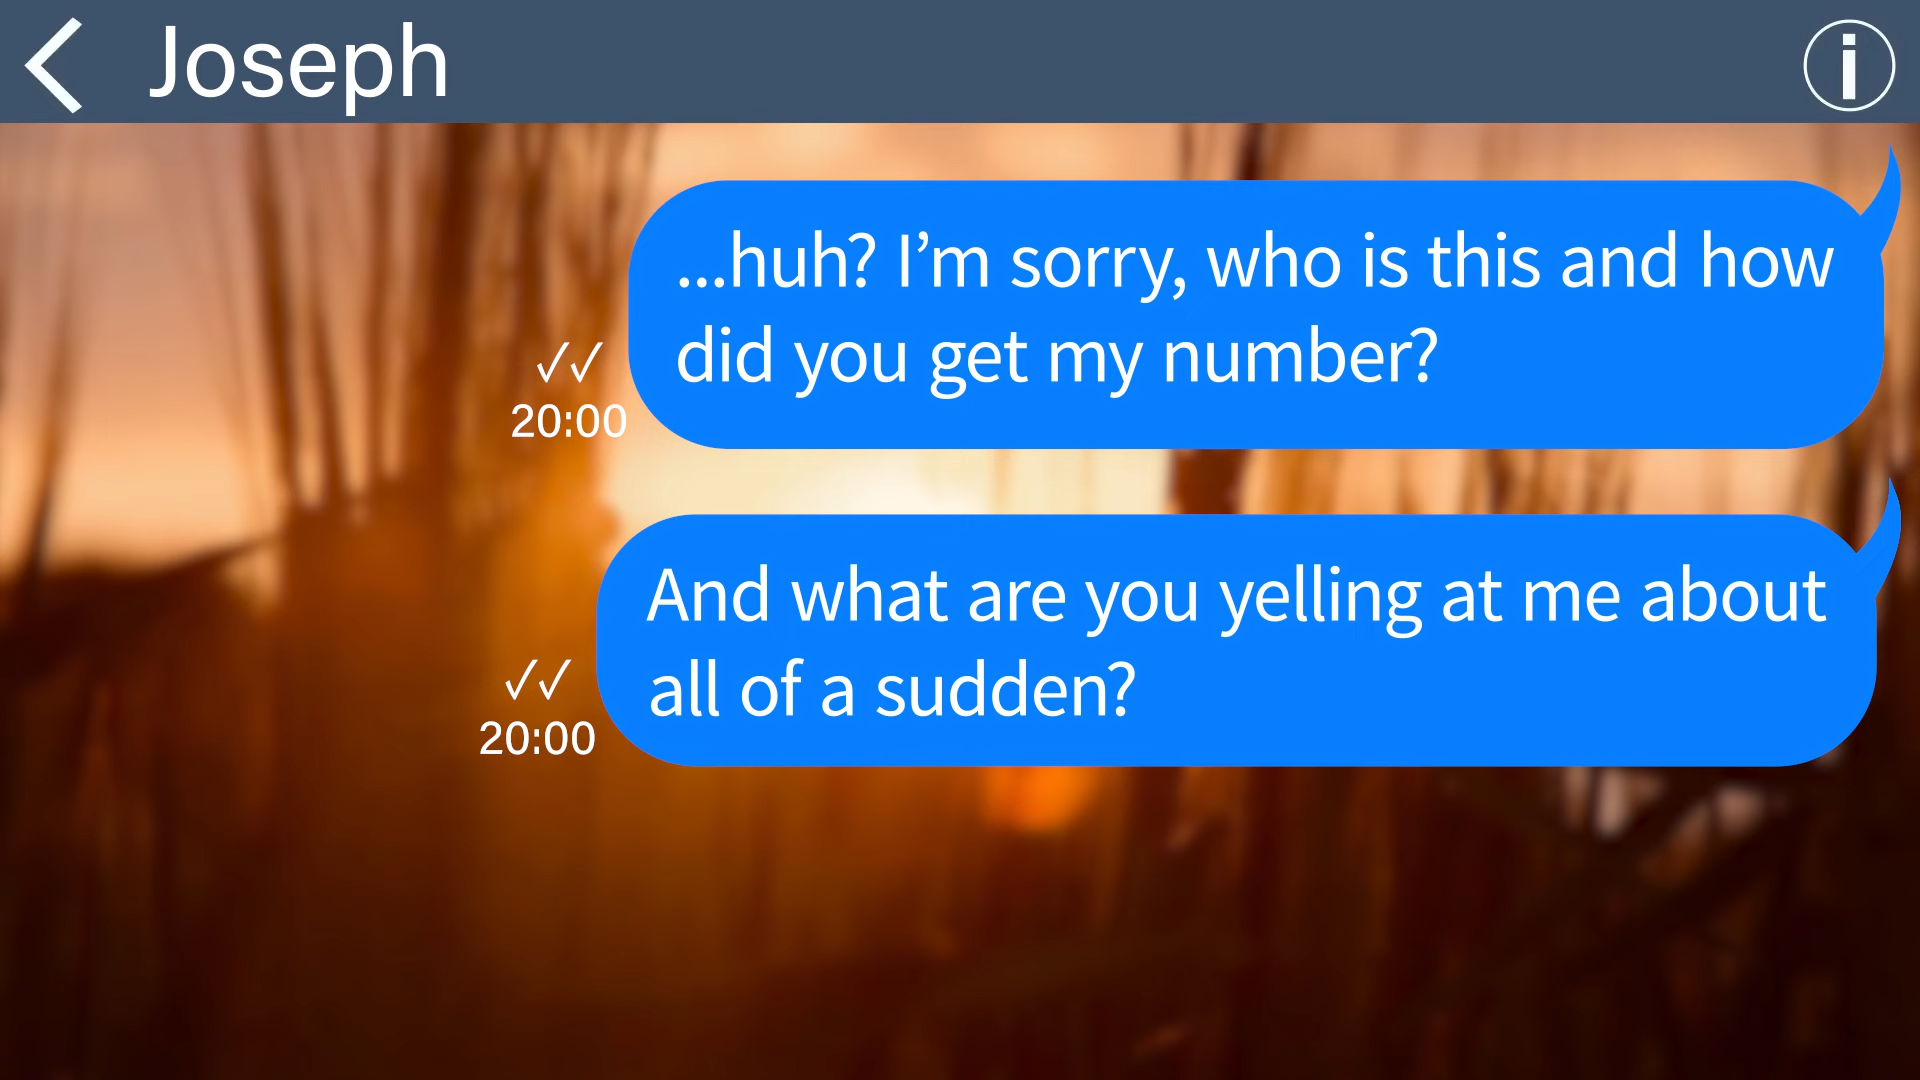 Joseph
...huh? I’m sorry, who is this and how
did you get my number?
✓✓
20:00
And what are you yelling at me about
all of a sudden?
✓✓
20:00